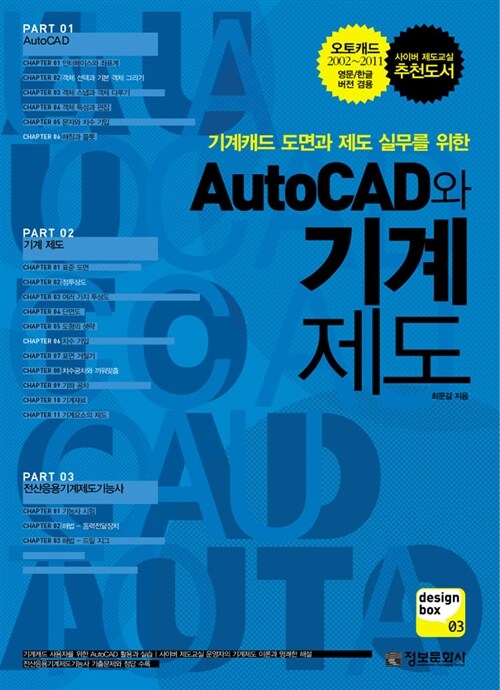 PART 01
AutoCAD
CHAPTER 01 인터페이스와 좌표계
CHAPTER 02 객체 선택과 기본 객체 그리기
CHAPTER 03 객체 스냅과 객체 다루기
CHAPTER 04 객체 특성과 편집
CHAPTER 05 문자와 치수 기입
CHAPTER 06 해칭과 플롯
오토캐드
2002~2011
영문/한글
버전 겸용
사이버 제도교실
추천도서
기계캐드 도면과 제도 실무를 위한
AutoCAD와
기계
제도
최문길 지음
PART 02
기계 제도
CHAPTER 01 표준 도면
CHAPTER 02 정투상도
CHAPTER 03 여러 가지 투상도
CHAPTER 04 단면도
CHAPTER 05 도형의 생략
CHAPTER 06 치수 기입
CHAPTER 07 표면 거칠기
CHAPTER 08 치수공차와 끼워맞춤
CHAPTER 09 기하 공차
CHAPTER 10 기계재료
CHAPTER 11 기계요소의 제도
PART 03
전산응용기계제도기능사
CHAPTER 01 기능사 시험
CHAPTER 02 해법 - 동력전달장치
CHAPTER 03 해법 - 드릴 지그
design
box
03
기계캐드 사용자를 위한 AutoCAD 활용과 실습 | 사이버 제도교실 운영자의 기계제도 이론과 명쾌한 해설
전산응용기계제도기능사 기출문제와 정답 수록
정보문화사